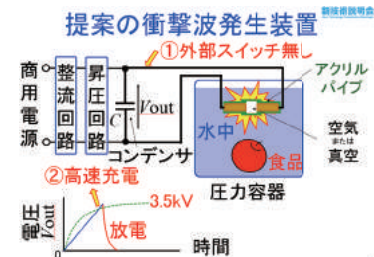 新技術説明会
提案の衝撃波発生装置
①外部スイッチ無し
商用電源
整流回路
昇圧回路
C
Vout
コンデンサ
水中
食品
圧力容器
アクリル
パイプ
空気
または
真空
②高速充電
3.5kV
電圧
Vout
放電
時間
0